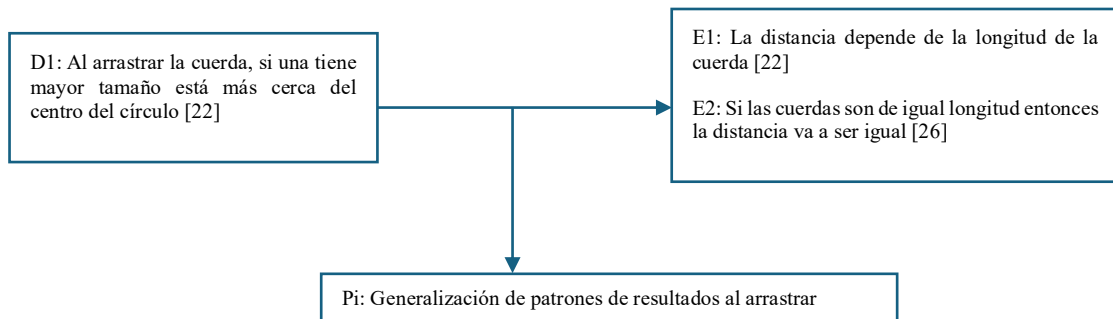 D1: Al arrastrar la cuerda, si una tiene
mayor tamaño está más cerca del
centro del círculo [22]
E1: La distancia depende de la longitud de la
cuerda [22]
E2: Si las cuerdas son de igual longitud entonces
la distancia va a ser igual [26]
Pi: Generalización de patrones de resultados al arrastrar